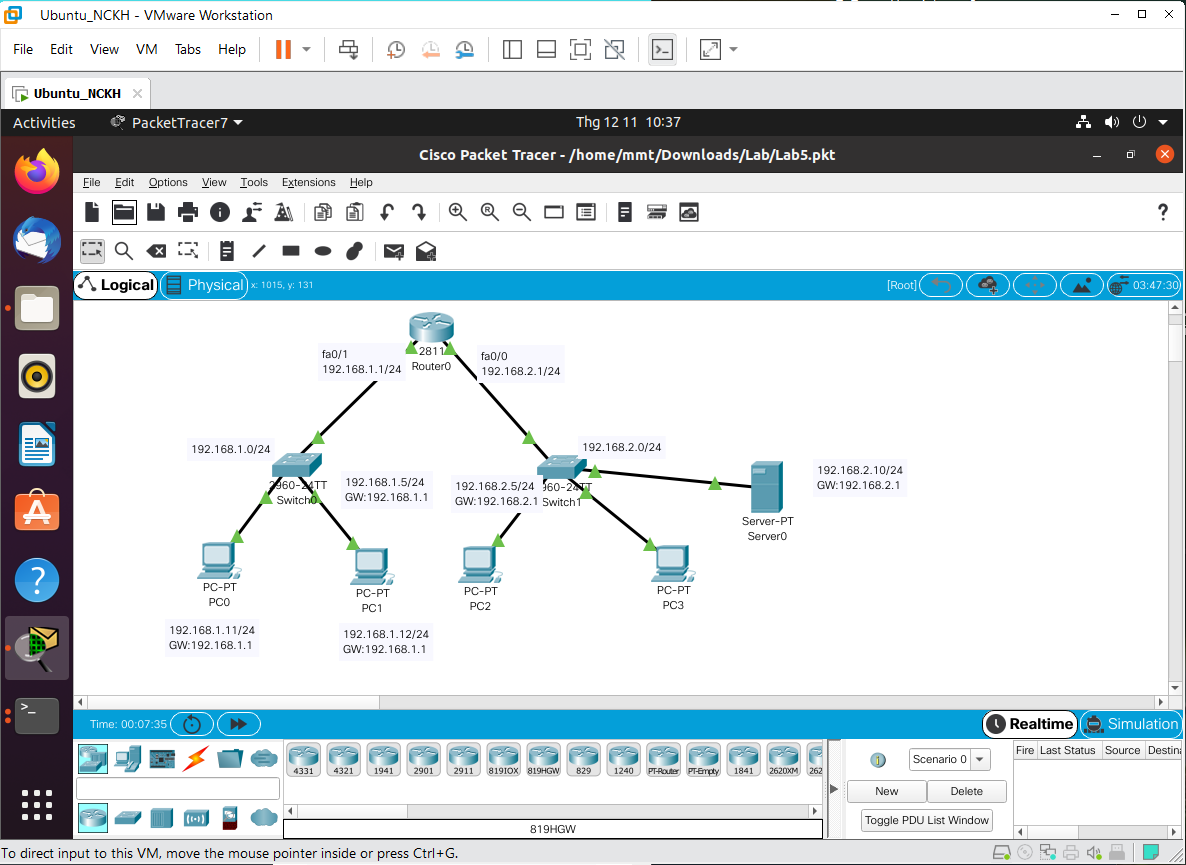 Ubuntu_NCKH - VMware Workstation
File Edit View VM Tabs Help
Ubuntu_NCKH
Activities PacketTracer7 Thg 12 11 10:37
Cisco Packet Tracer - /home/mmt/Downloads/Lab/Lab5.pkt
File Edit Options View Tools Extensions Help
Logical Physical x: 1015, y: 131 [Root] 03:47:30
fa0/1
192.168.1.1/24
2811
Router0
fa0/0
192.168.2.1/24
192.168.1.0/24
2960-24TT
Switch0
192.168.1.5/24
GW:192.168.1.1
192.168.2.5/24
GW:192.168.2.1
192.168.2.0/24
960-24TT
Switch1
192.168.2.10/24
GW:192.168.2.1
Server-PT
Server0
PC-PT
PC0
PC-PT
PC1
PC-PT
PC2
PC-PT
PC3
192.168.1.11/24
GW:192.168.1.1
192.168.1.12/24
GW:192.168.1.1
Time: 00:07:35 Realtime Simulation
4331 4321 1941 2901 2911 819IOX 819HGW 829 1240 PT-Router PT-Empty 1841 2620XM 262
819HGW
Scenario 0
New Delete
Toggle PDU List Window
Fire Last Status Source Destina
To direct input to this VM, move the mouse pointer inside or press Ctrl+G.